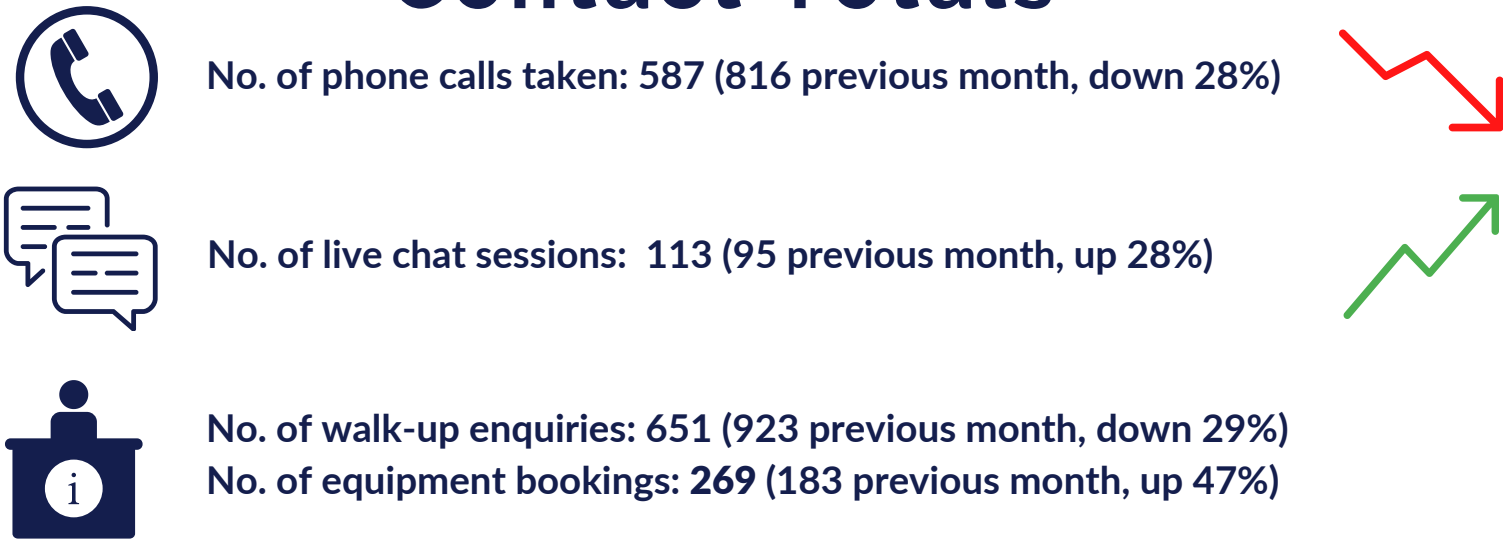 Contact Totals
No. of phone calls taken: 587 (816 previous month, down 28%)
No. of live chat sessions:  113 (95 previous month, up 28%)
No. of walk-up enquiries: 651 (923 previous month, down 29%)
No. of equipment bookings: 269 (183 previous month, up 47%)
i